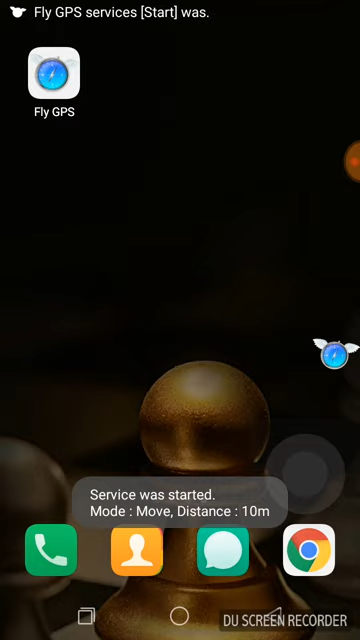 Fly GPS services [Start] was.
Fly GPS
Service was started.
Mode : Move, Distance : 10m
DU SCREEN RECORDER